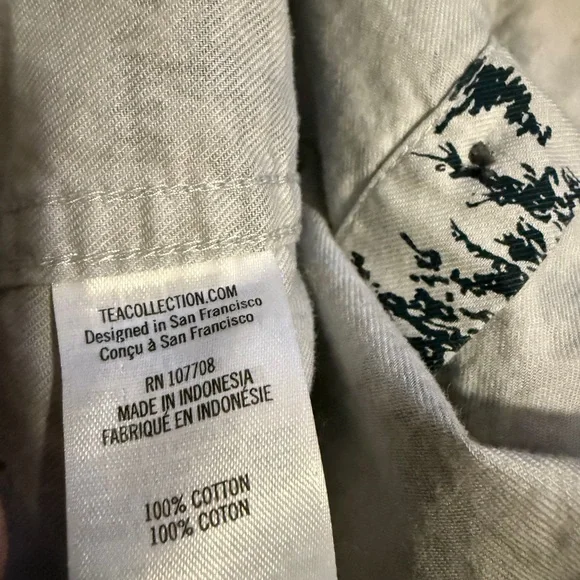 TEACOLLECTION.COM
Designed in San Francisco
Conçu à San Francisco
RN 107708
MADE IN INDONESIA
FABRIQUÉ EN INDONÉSIE
100% COTTON
100% COTON